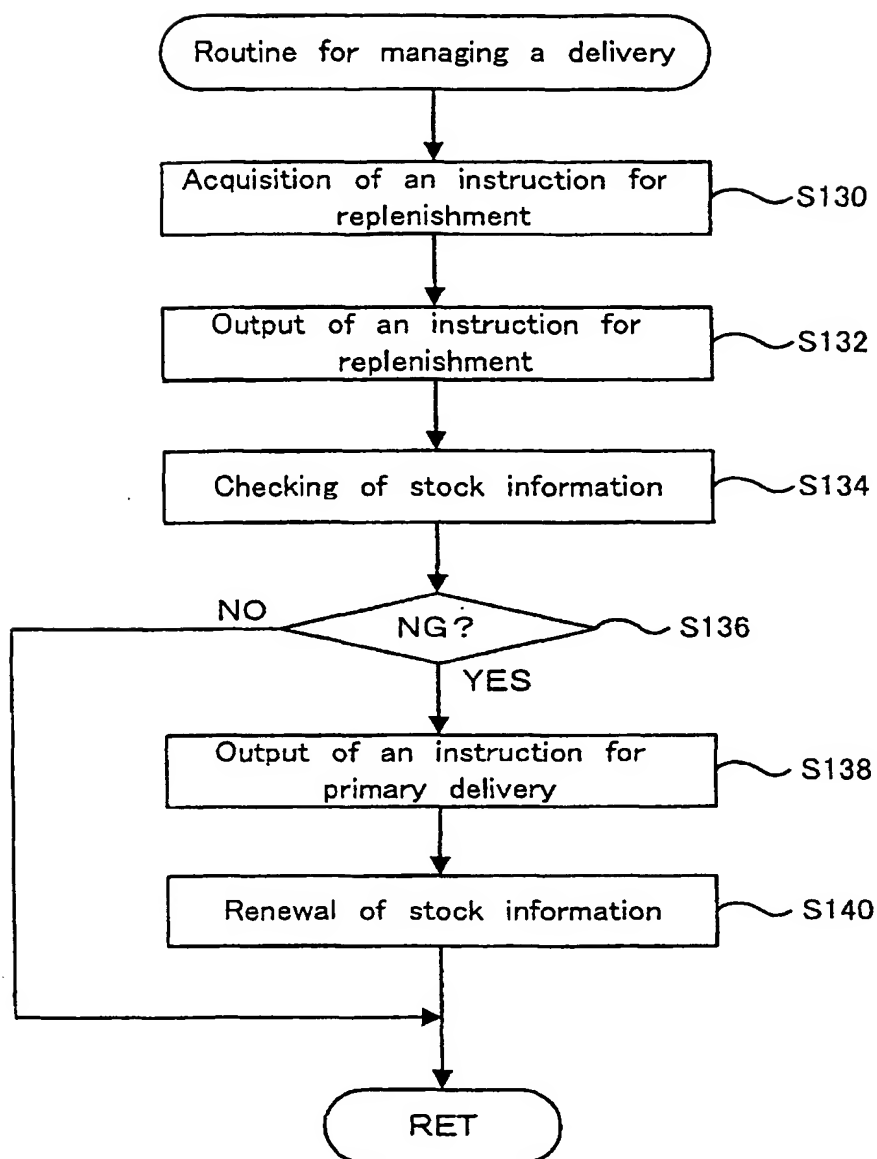 Routine for managing a delivery
Acquisition of an instruction for
replenishment
S130
Output of an instruction for
replenishment
S132
Checking of stock information
S134
NO
NG?
S136
YES
Output of an instruction for
primary delivery
S138
Renewal of stock information
S140
RET